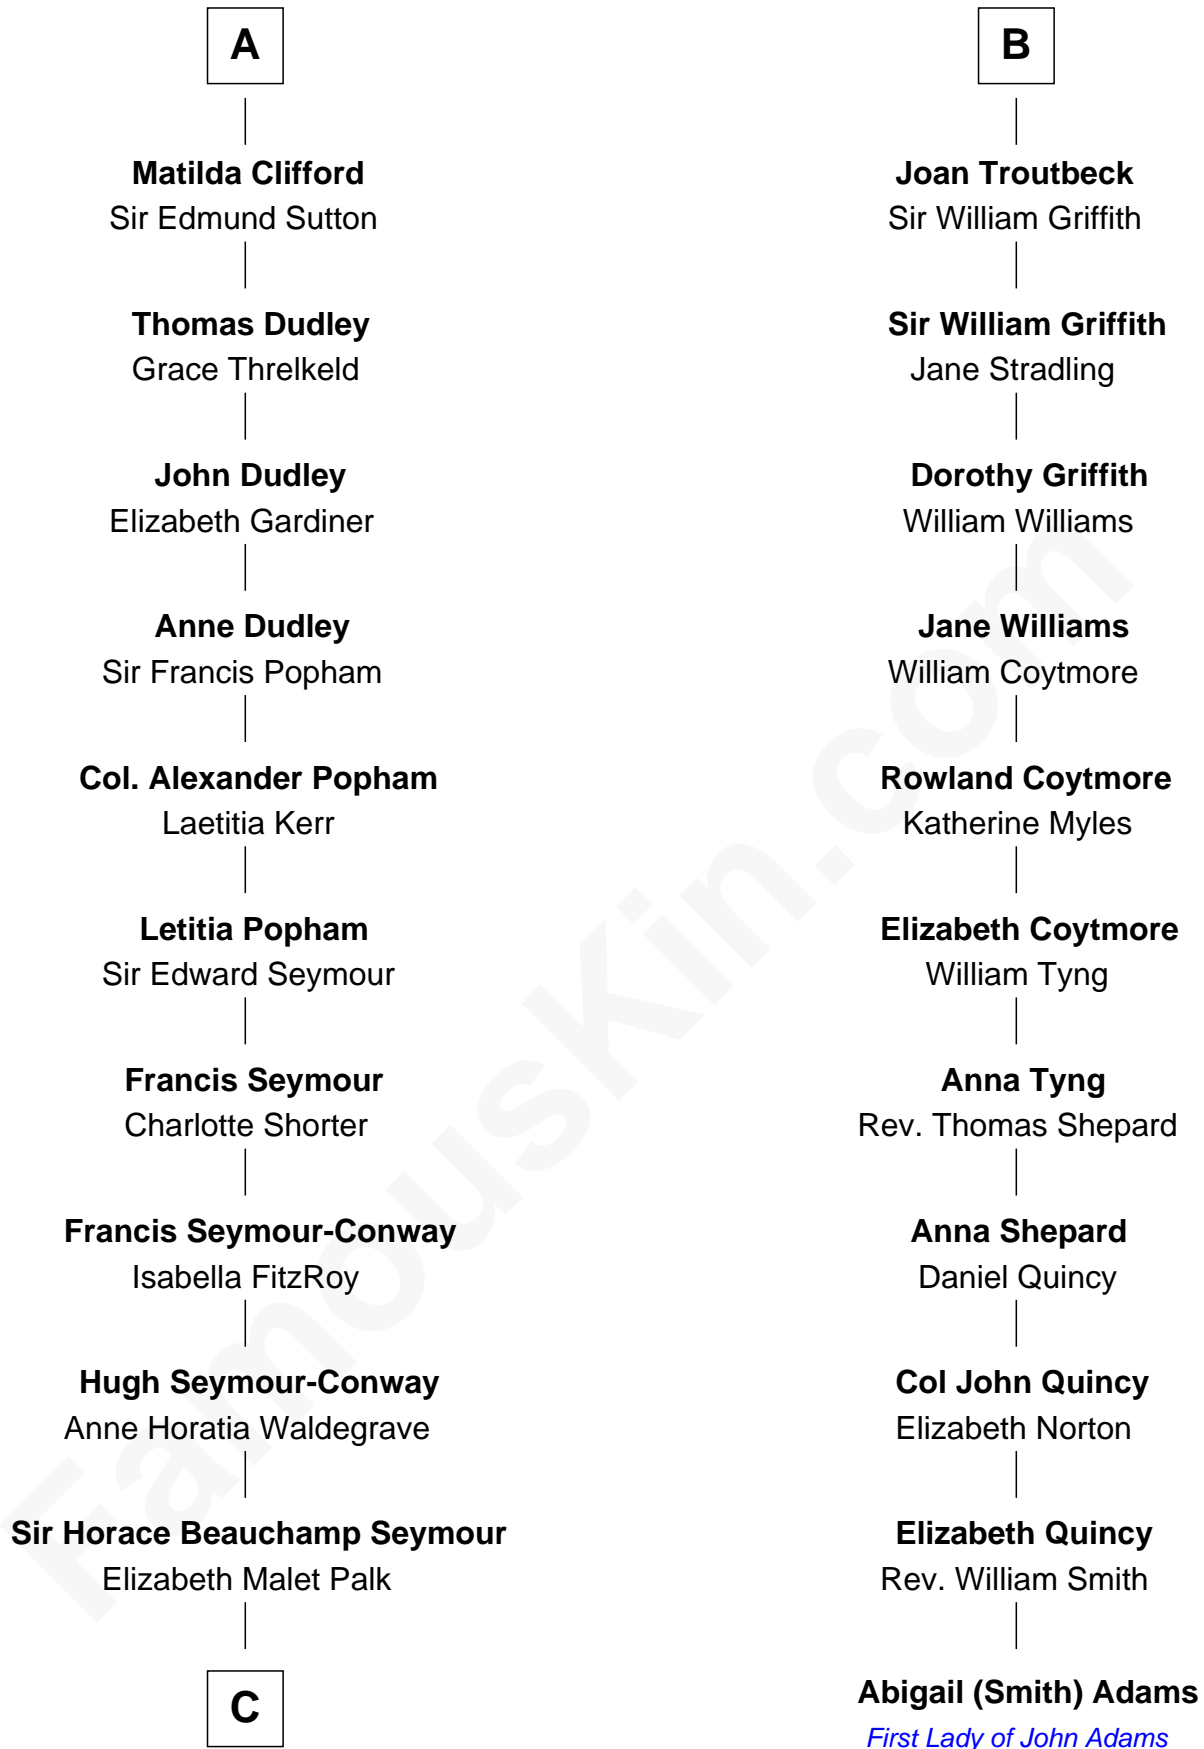 A
Matilda Clifford
Sir Edmund Sutton
Thomas Dudley
Grace Threlkeld
John Dudley
Elizabeth Gardiner
Anne Dudley
Sir Francis Popham
Col. Alexander Popham
Laetitia Kerr
Letitia Popham
Sir Edward Seymour
Francis Seymour
Charlotte Shorter
Francis Seymour-Conway
Isabella FitzRoy
Hugh Seymour-Conway
Anne Horatia Waldegrave
Sir Horace Beauchamp Seymour
Elizabeth Malet Palk
C
B
Joan Troutbeck
Sir William Griffith
Sir William Griffith
Jane Stradling
Dorothy Griffith
William Williams
Jane Williams
William Coytmore
Rowland Coytmore
Katherine Myles
Elizabeth Coytmore
William Tyng
Anna Tyng
Rev. Thomas Shepard
Anna Shepard
Daniel Quincy
Col John Quincy
Elizabeth Norton
Elizabeth Quincy
Rev. William Smith
Abigail (Smith) Adams
First Lady of John Adams
FamousKin.com